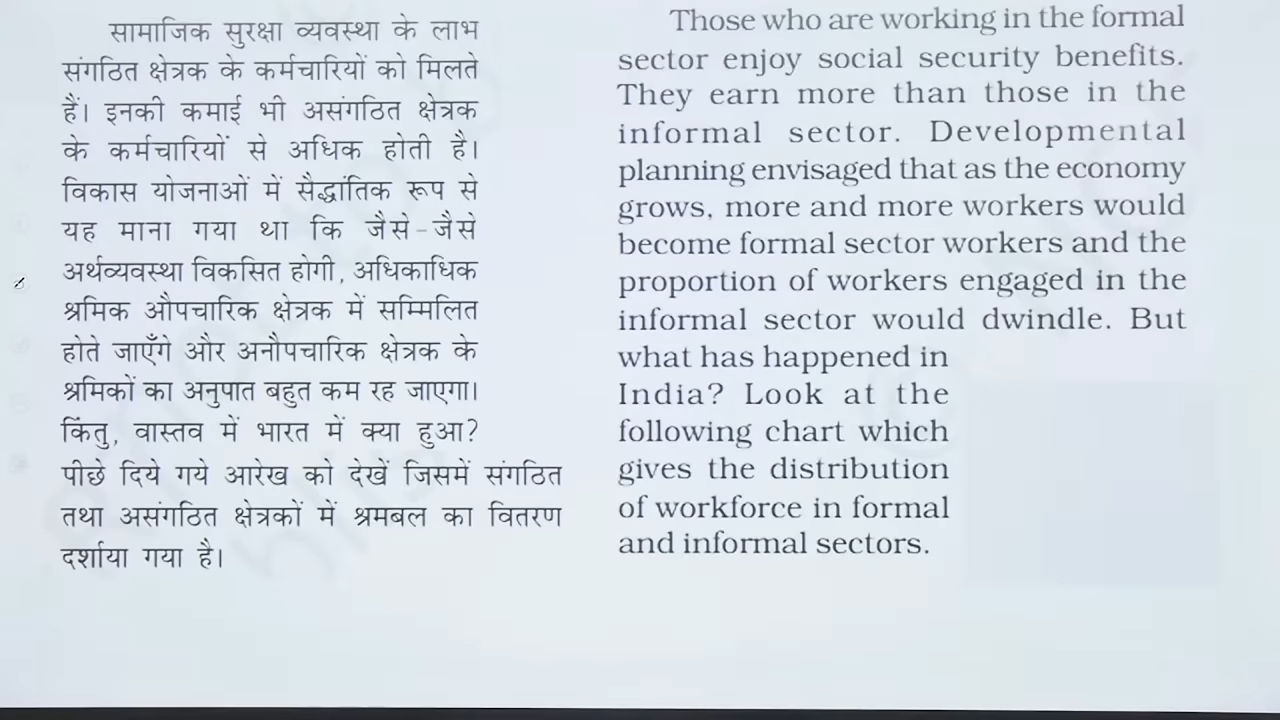 सामाजिक सुरक्षा व्यवस्था के लाभ
संगठित क्षेत्रक के कर्मचारियों को मिलते
हैं। इनकी कमाई भी असंगठित क्षेत्रक
के कर्मचारियों से अधिक होती है।
विकास योजनाओं में सैद्धांतिक रूप से
यह माना गया था कि जैसे-जैसे
अर्थव्यवस्था विकसित होगी, अधिकाधिक
श्रमिक औपचारिक क्षेत्रक में सम्मिलित
होते जाएँगे और अनौपचारिक क्षेत्रक के
श्रमिकों का अनुपात बहुत कम रह जाएगा।
किंतु, वास्तव में भारत में क्या हुआ?
पीछे दिये गये आरेख को देखें जिसमें संगठित
तथा असंगठित क्षेत्रकों में श्रमबल का वितरण
दर्शाया गया है।
Those who are working in the formal
sector enjoy social security benefits.
They earn more than those in the
informal sector. Developmental
planning envisaged that as the economy
grows, more and more workers would
become formal sector workers and the
proportion of workers engaged in the
informal sector would dwindle. But
what has happened in
India? Look at the
following chart which
gives the distribution
of workforce in formal
and informal sectors.